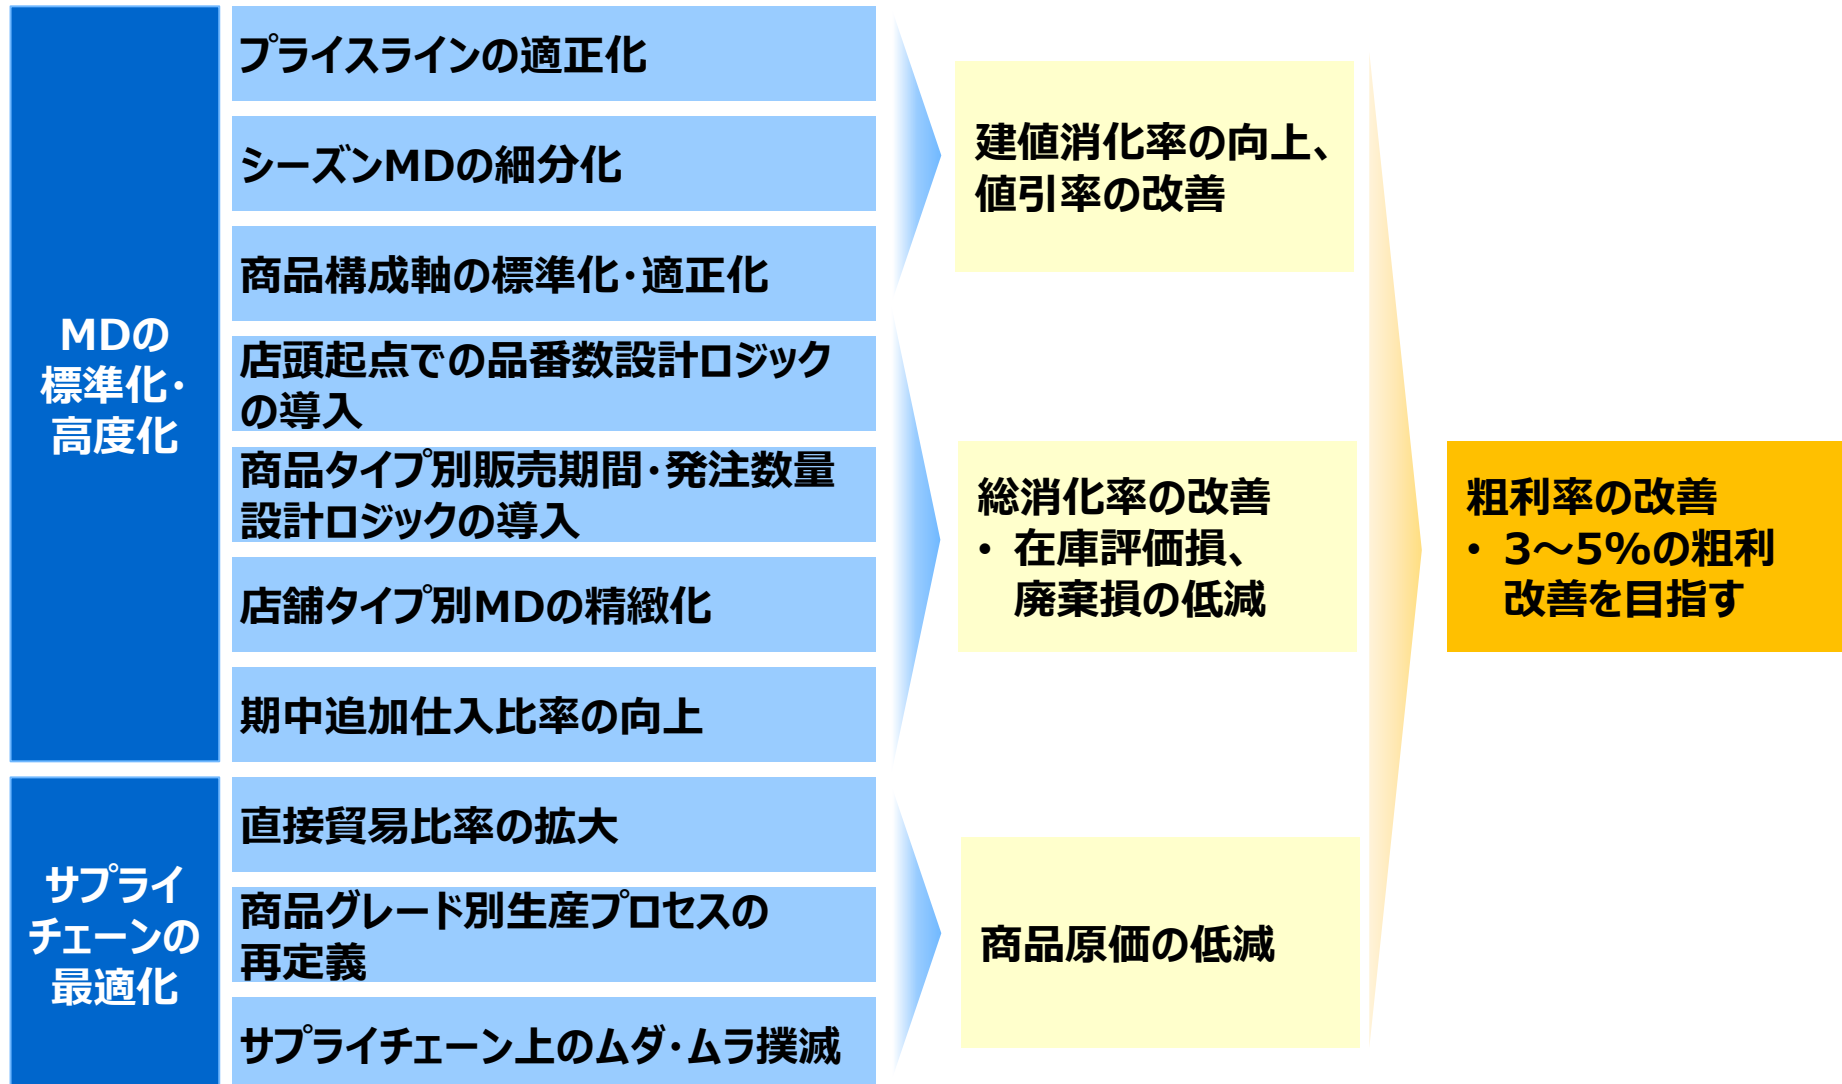 MDの
標準化・
高度化
プライスラインの適正化
シーズンMDの細分化
商品構成軸の標準化・適正化
店頭起点での品番数設計ロジック
の導入
商品タイプ別販売期間・発注数量
設計ロジックの導入
店舗タイプ別MDの精緻化
期中追加仕入比率の向上
サプライ
チェーンの
最適化
直接貿易比率の拡大
商品グレード別生産プロセスの
再定義
サプライチェーン上のムダ・ムラ撲滅
建値消化率の向上、
値引率の改善
総消化率の改善
• 在庫評価損、
廃棄損の低減
商品原価の低減
粗利率の改善
• 3～5%の粗利
改善を目指す